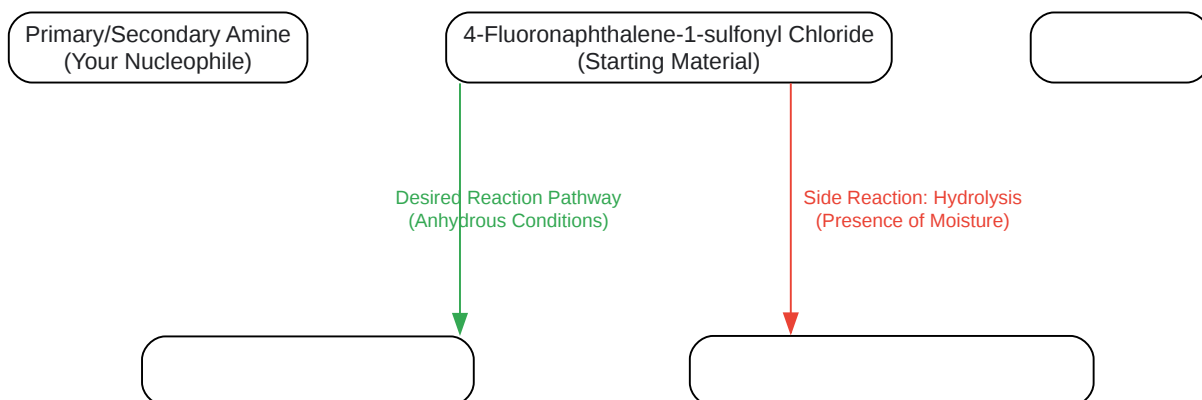 Primary/Secondary Amine
(Your Nucleophile)
4-Fluoronaphthalene-1-sulfonyl Chloride
(Starting Material)
Desired Reaction Pathway
(Anhydrous Conditions)
Side Reaction: Hydrolysis
(Presence of Moisture)